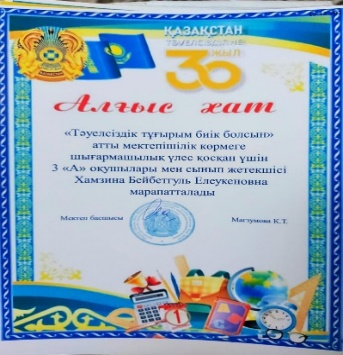 ҚАЗАҚСТАН
ТӘУЕЛСІЗДІГІНЕ
30 ЖЫЛ
Алғыс хат
«Тәуелсіздік тұғырым биік болсын»
атты мектепішілік көрмеге
шығармашылық үлес қосқан үшін
3 «А» оқушылары мен сынып жетекшісі
Хамзина Бейбетгуль Елеукеновна
марапатталады
Мектеп басшысы Магзумова К.Т.